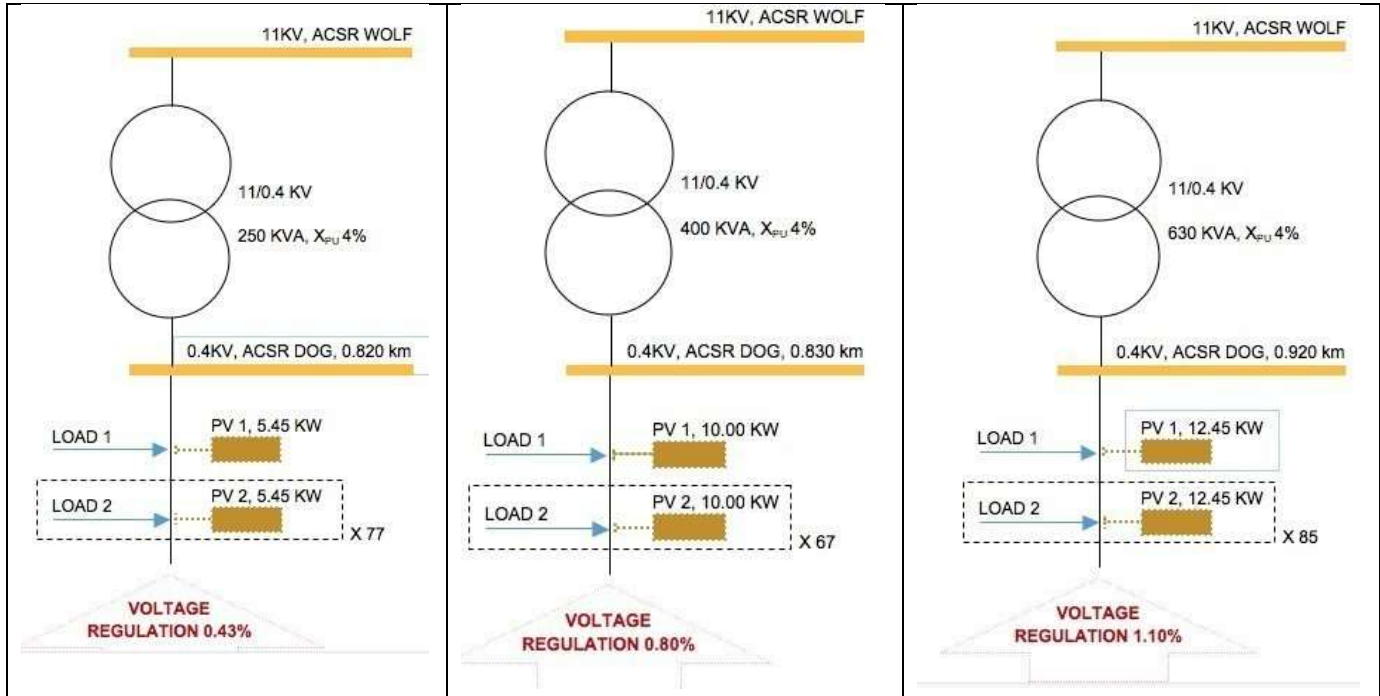 11KV, ACSR WOLF
11/0.4 KV
250 KVA, XPU 4%
0.4KV, ACSR DOG, 0.820 km
LOAD 1
PV 1, 5.45 KW
LOAD 2
PV 2, 5.45 KW
X 77
VOLTAGE
REGULATION 0.43%
11KV, ACSR WOLF
11/0.4 KV
400 KVA, XPU 4%
0.4KV, ACSR DOG, 0.830 km
LOAD 1
PV 1, 10.00 KW
LOAD 2
PV 2, 10.00 KW
X 67
VOLTAGE
REGULATION 0.80%
11KV, ACSR WOLF
11/0.4 KV
630 KVA, XPU 4%
0.4KV, ACSR DOG, 0.920 km
LOAD 1
PV 1, 12.45 KW
LOAD 2
PV 2, 12.45 KW
X 85
VOLTAGE
REGULATION 1.10%